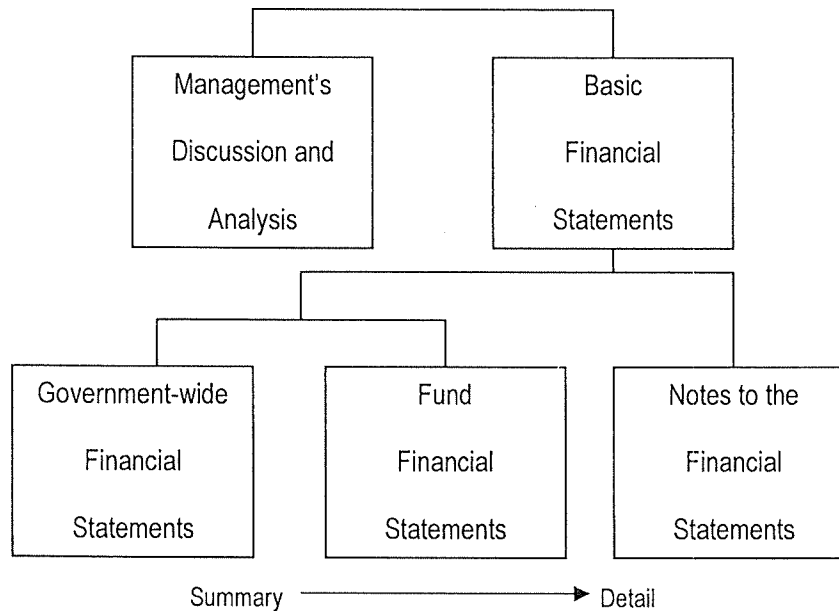 Management's
Discussion and
Analysis
Basic
Financial
Statements
Government-wide
Financial
Statements
Fund
Financial
Statements
Notes to the
Financial
Statements
Summary
Detail